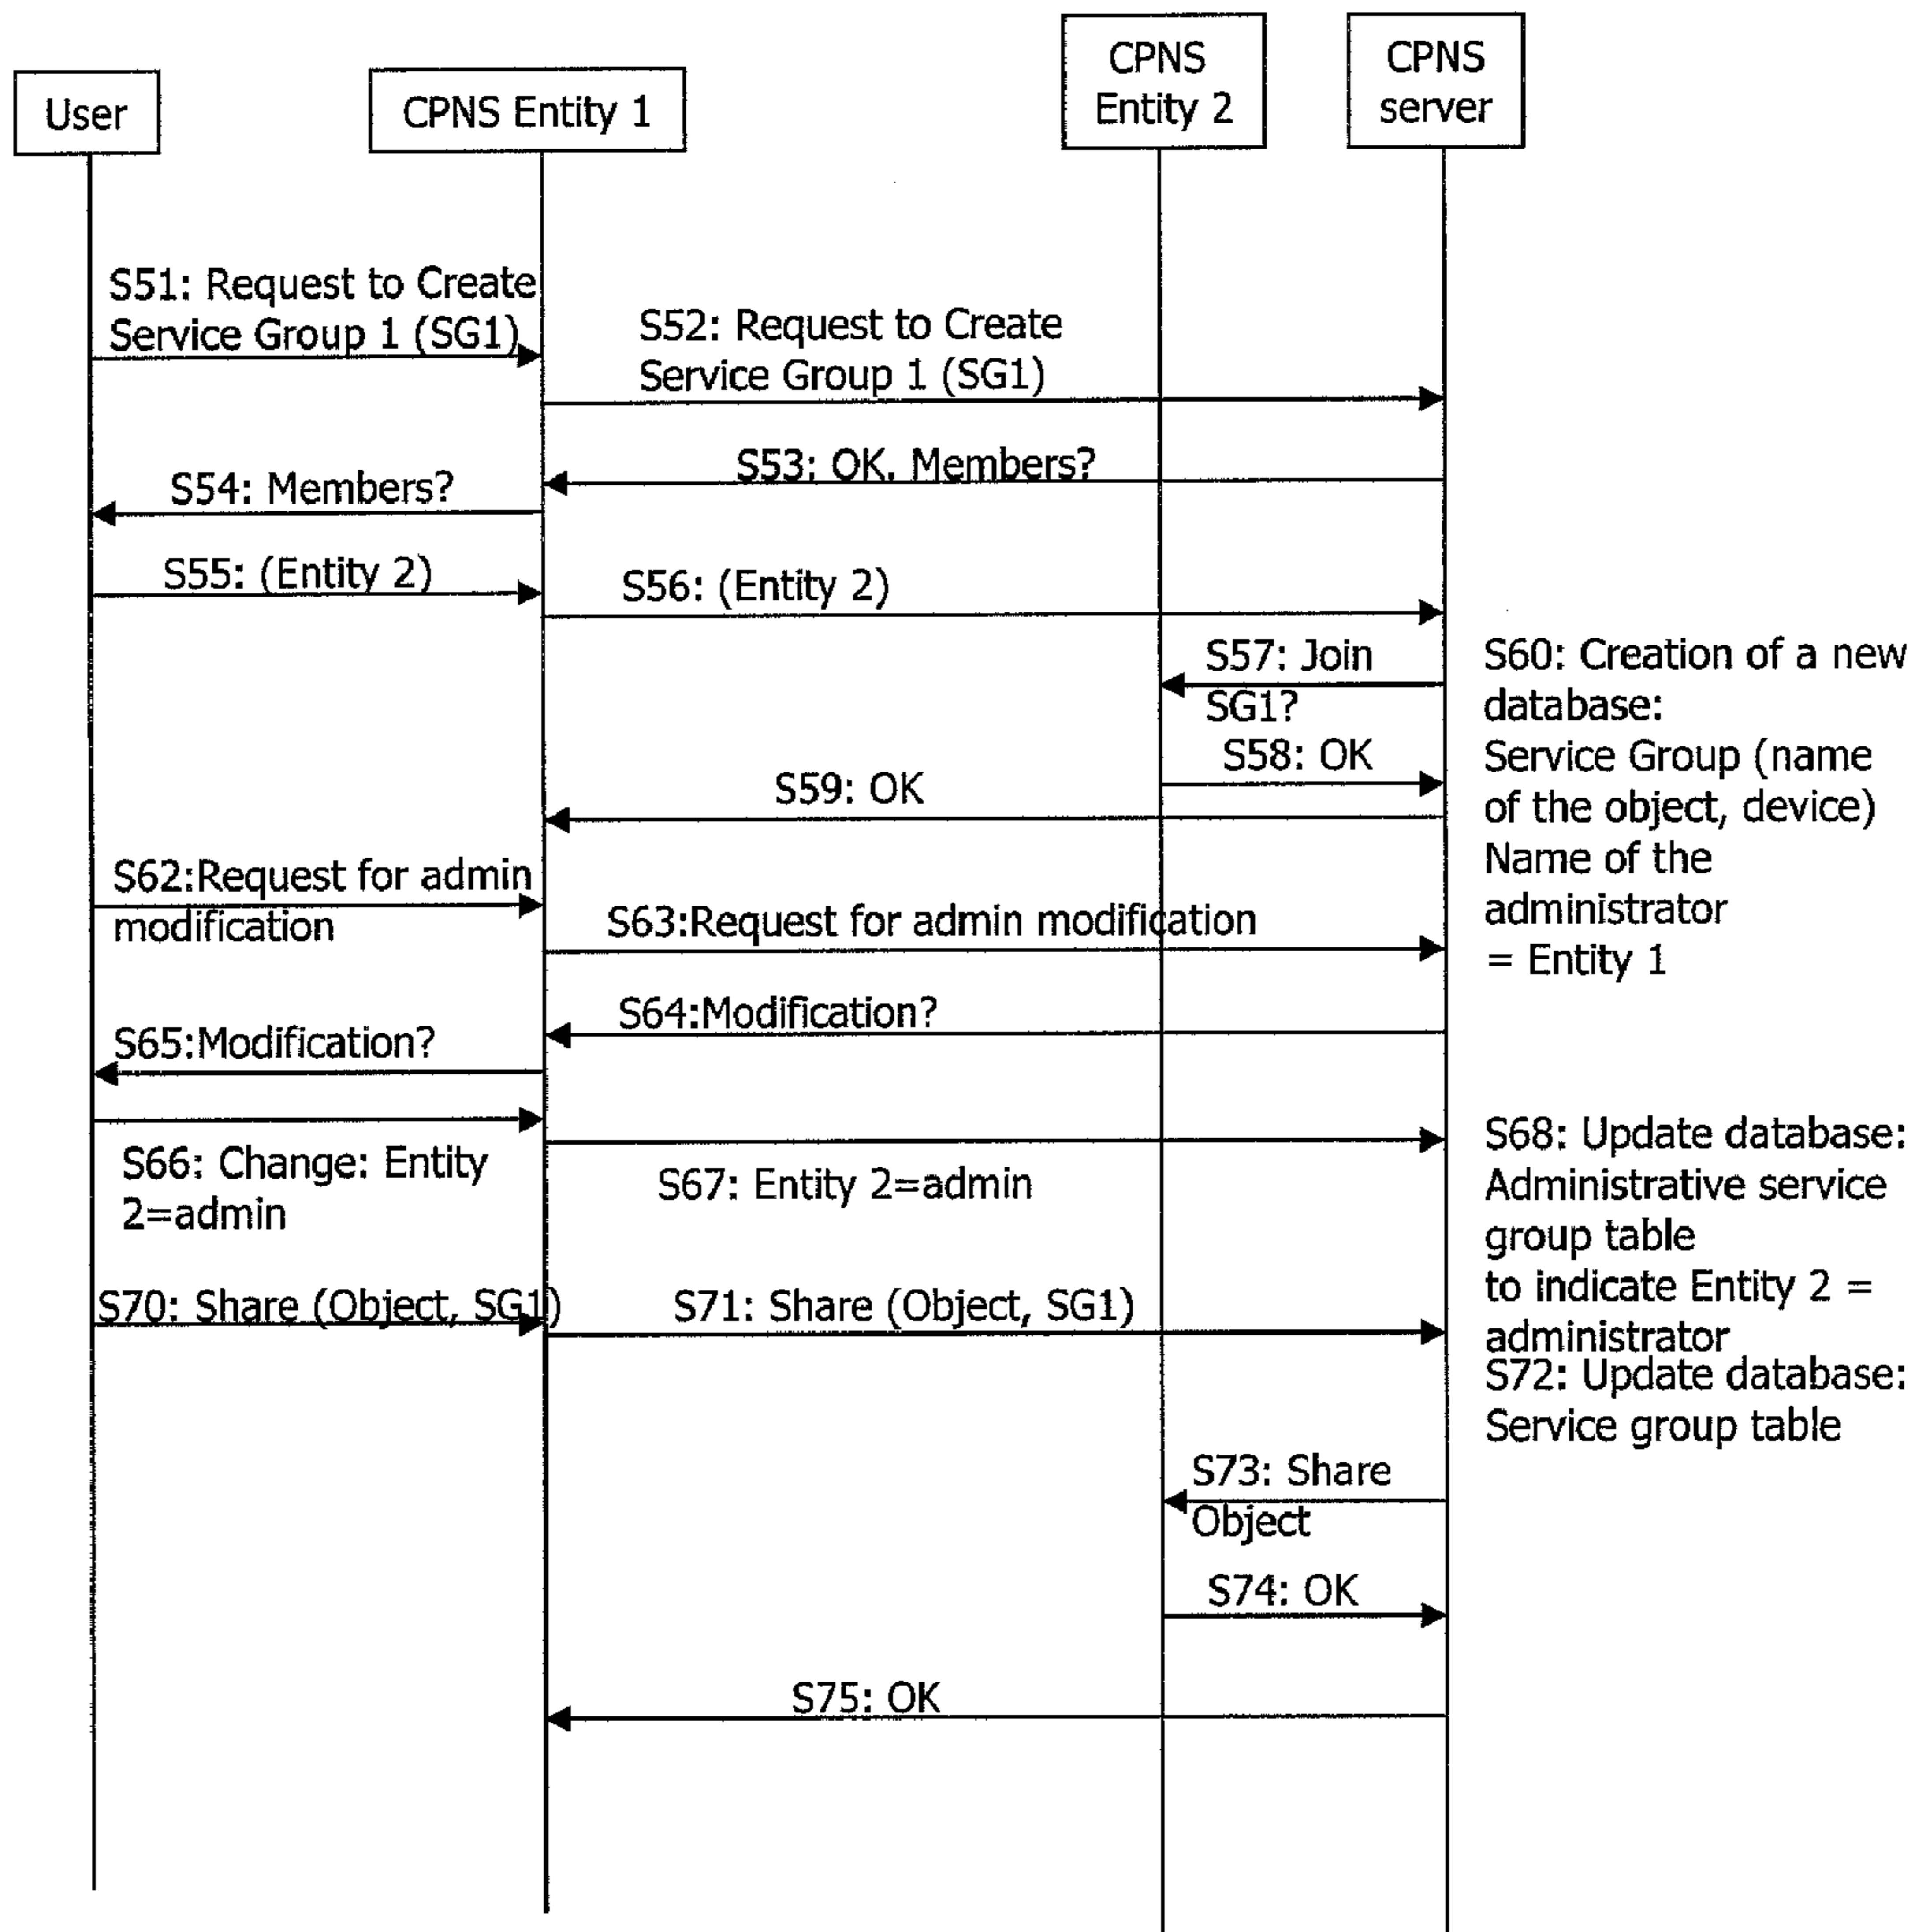 User
CPNS Entity 1
CPNS
Entity 2
CPNS
server
S51: Request to Create
Service Group 1 (SG1)
S52: Request to Create
Service Group 1 (SG1)
S53: OK. Members?
S54: Members?
S55: (Entity 2)
S56: (Entity 2)
S57: Join
SG1?
S58: OK
S59: OK
S60: Creation of a new
database:
Service Group (name
of the object, device)
Name of the
administrator
= Entity 1
S62:Request for admin
modification
S63:Request for admin modification
S64:Modification?
S65:Modification?
S66: Change: Entity
2=admin
S67: Entity 2=admin
S68: Update database:
Administrative service
group table
to indicate Entity 2 =
administrator
S70: Share (Object, SG1)
S71: Share (Object, SG1)
S72: Update database:
Service group table
S73: Share
Object
S74: OK
S75: OK